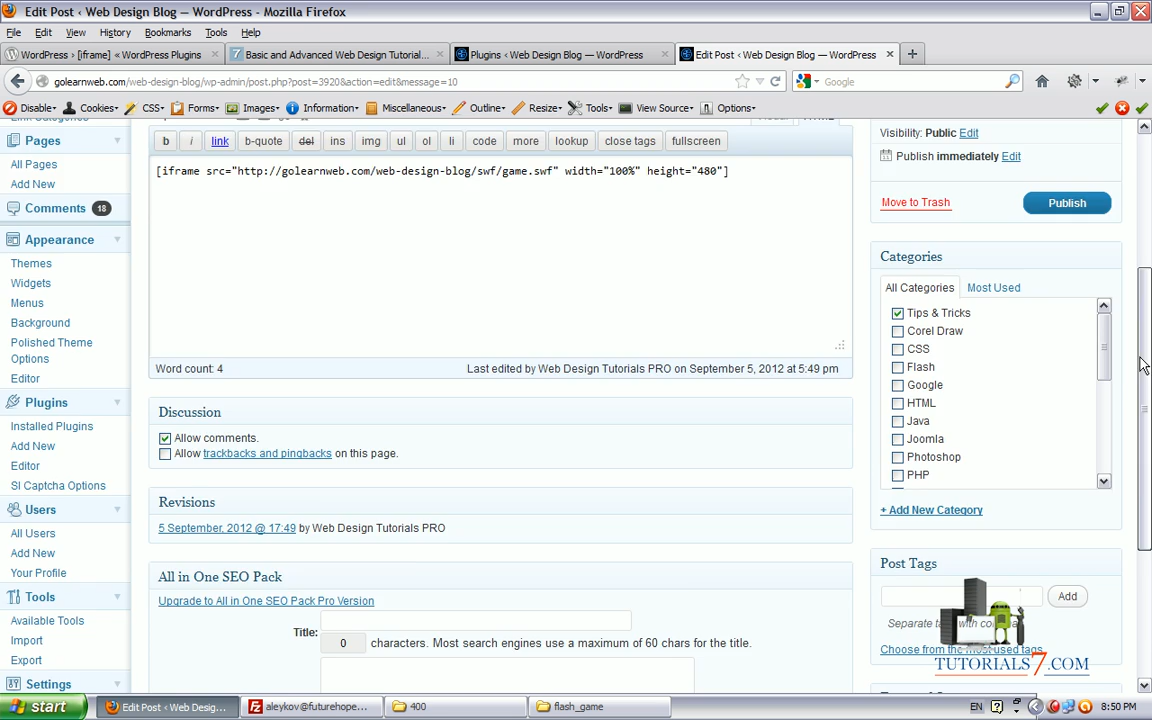 Edit Post ‹ Web Design Blog — WordPress - Mozilla Firefox
File Edit View History Bookmarks Tools Help
WordPress › [iframe] « WordPress Plugins
Basic and Advanced Web Design Tutorial...
Plugins ‹ Web Design Blog — WordPress
Edit Post ‹ Web Design Blog — WordPress
golearnweb.com/web-design-blog/wp-admin/post.php?post=3920&action=edit&message=10
Google
Disable Cookies CSS Forms Images Information Miscellaneous Outline Resize Tools View Source Options
Pages
All Pages
Add New
Comments 18
Appearance
Themes
Widgets
Menus
Background
Polished Theme
Options
Editor
Plugins
Installed Plugins
Add New
Editor
SI Captcha Options
Users
All Users
Add New
Your Profile
Tools
Available Tools
Import
Export
Settings
b i link b-quote del ins img ul ol li code more lookup close tags fullscreen
[iframe src="http://golearnweb.com/web-design-blog/swf/game.swf" width="100%" height="480"]
Word count: 4
Last edited by Web Design Tutorials PRO on September 5, 2012 at 5:49 pm
Discussion
Allow comments.
Allow trackbacks and pingbacks on this page.
Revisions
5 September, 2012 @ 17:49 by Web Design Tutorials PRO
All in One SEO Pack
Upgrade to All in One SEO Pack Pro Version
Title:
0 characters. Most search engines use a maximum of 60 chars for the title.
Visibility: Public Edit
Publish immediately Edit
Move to Trash
Publish
Categories
All Categories Most Used
Tips & Tricks
Corel Draw
CSS
Flash
Google
HTML
Java
Joomla
Photoshop
PHP
+ Add New Category
Post Tags
Add
Separate with
Choose from the most used tags
TUTORIALS7.COM
start
Edit Post ‹ Web Desig...
aleykov@futurehope...
400
flash_game
EN
8:50 PM